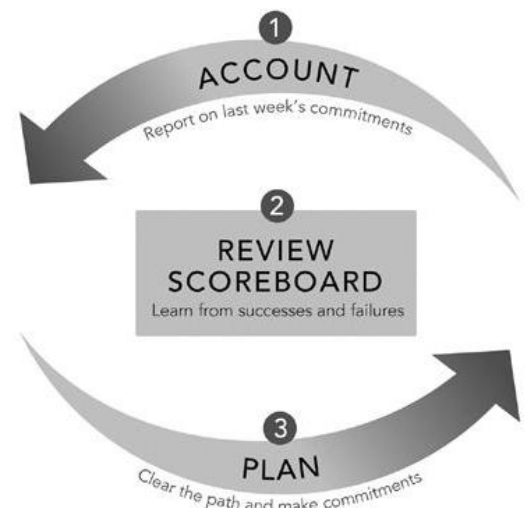 1
ACCOUNT
Report on last week's commitments
2
REVIEW
SCOREBOARD
Learn from successes and failures
3
PLAN
Clear the path and make commitments